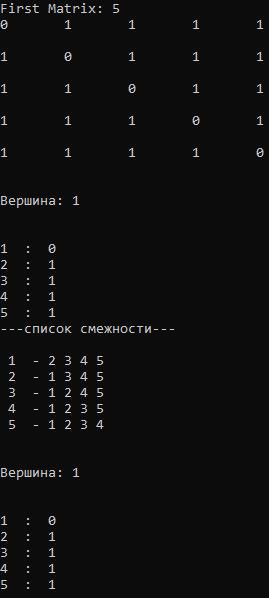 First Matrix: 5
0 1 1 1 1
1 0 1 1 1
1 1 0 1 1
1 1 1 0 1
1 1 1 1 0
Вершина: 1
1 : 0
2 : 1
3 : 1
4 : 1
5 : 1
---список смежности---
1 - 2 3 4 5
2 - 1 3 4 5
3 - 1 2 4 5
4 - 1 2 3 5
5 - 1 2 3 4
Вершина: 1
1 : 0
2 : 1
3 : 1
4 : 1
5 : 1